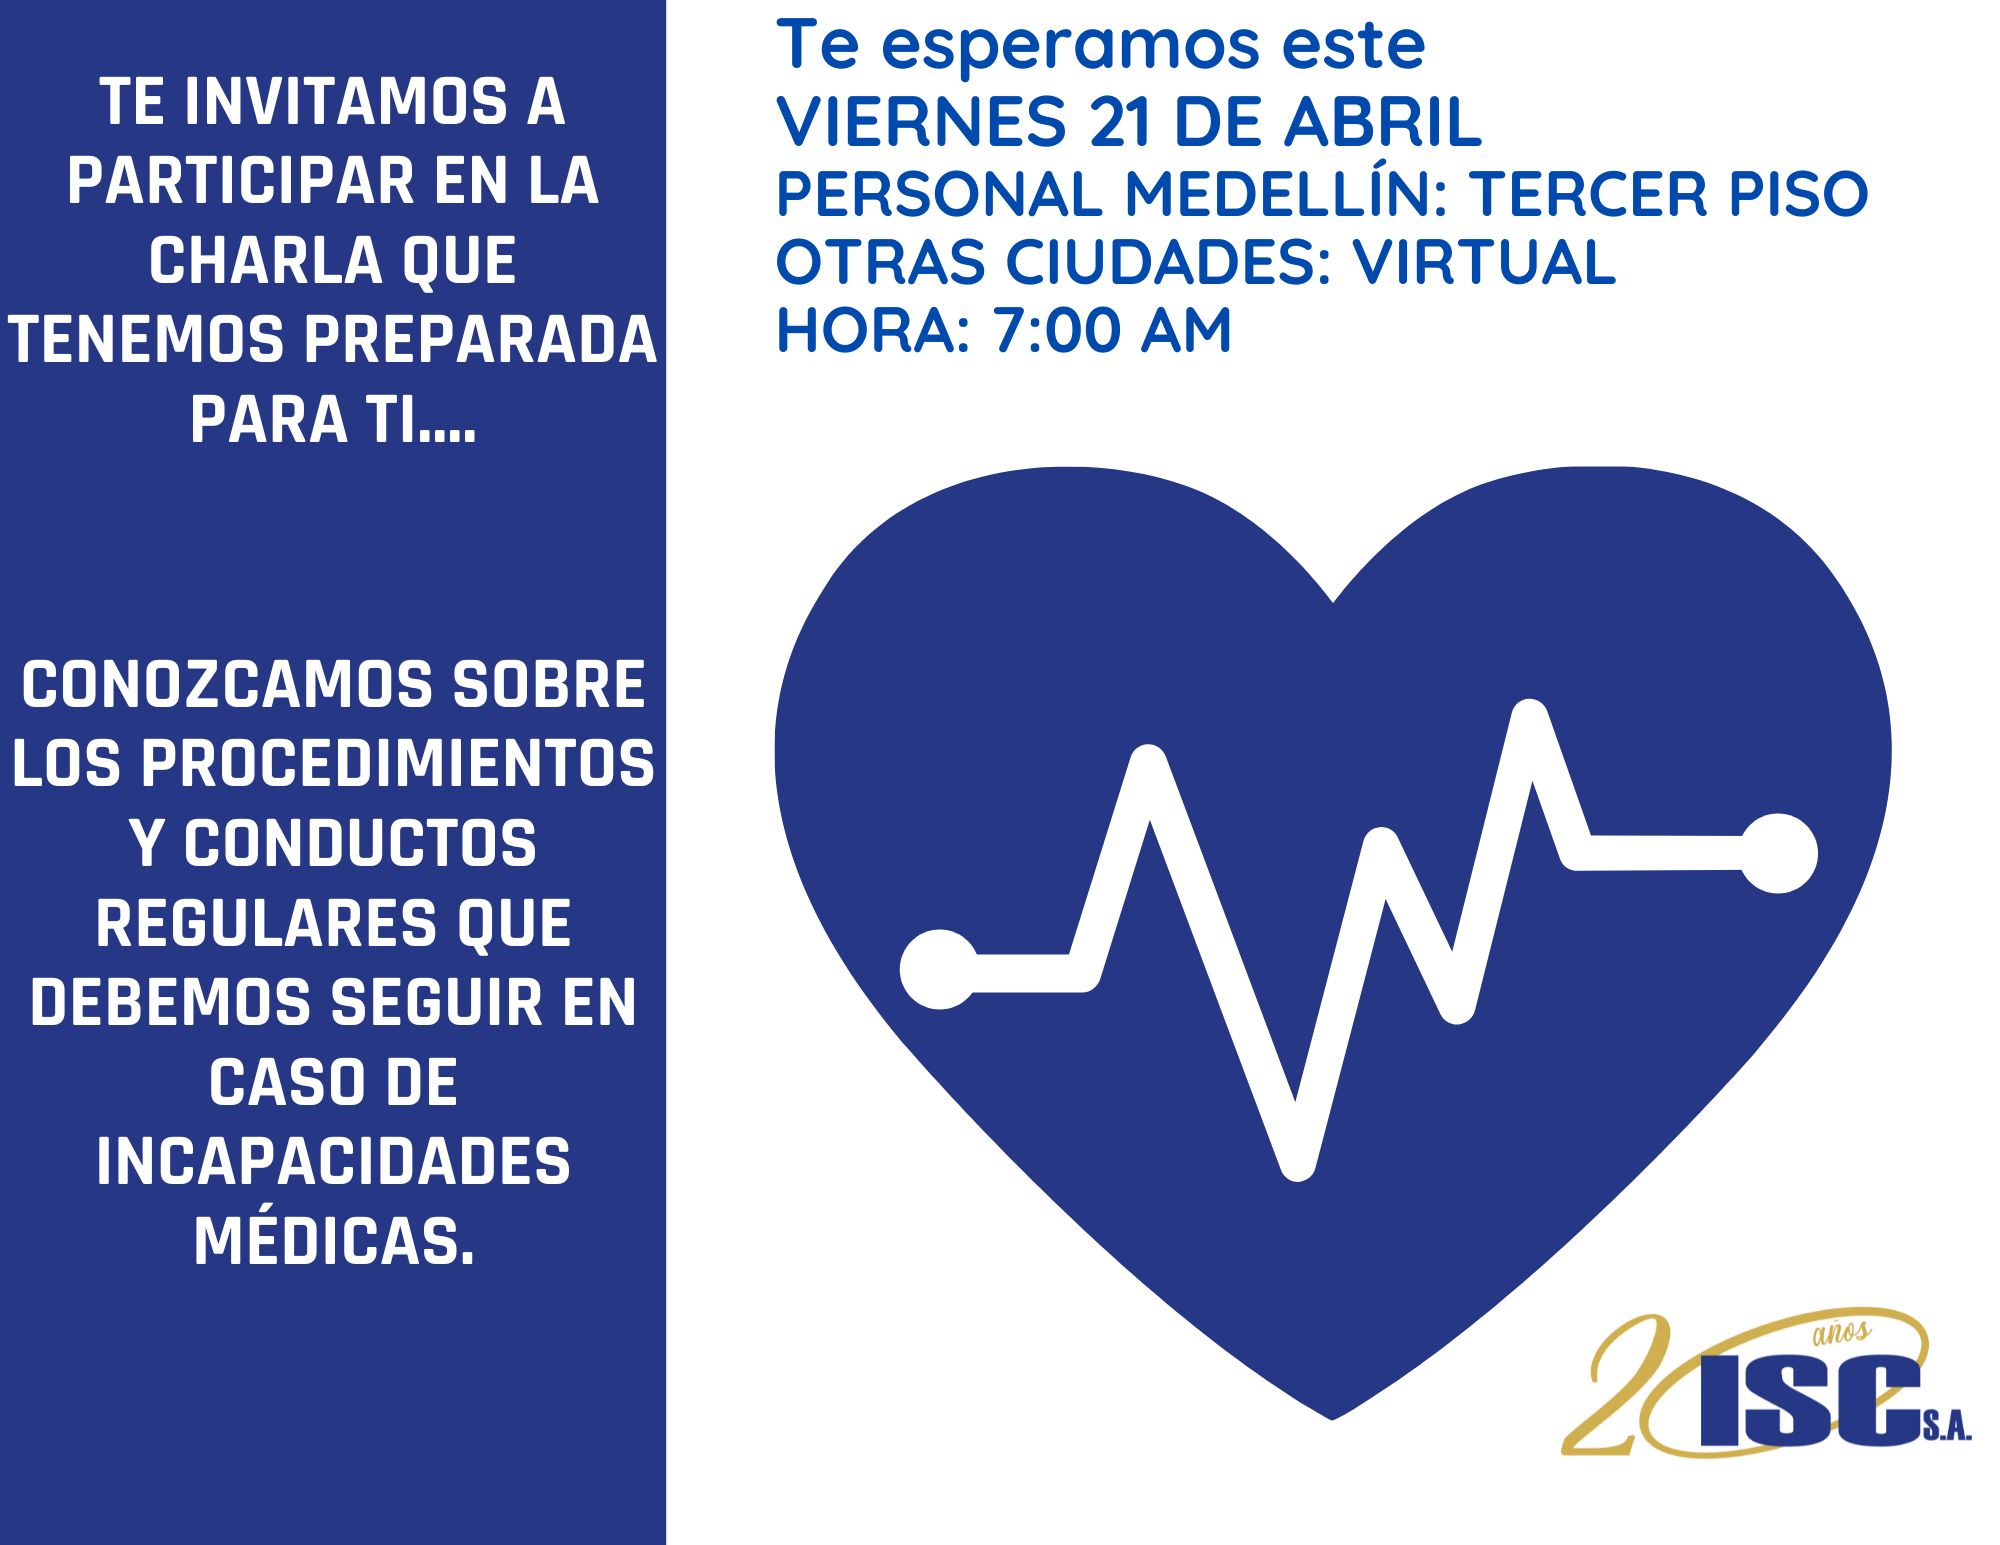 TE INVITAMOS A
PARTICIPAR EN LA
CHARLA QUE
TENEMOS PREPARADA
PARA TI....
CONOZCAMOS SOBRE
LOS PROCEDIMIENTOS
Y CONDUCTOS
REGULARES QUE
DEBEMOS SEGUIR EN
CASO DE
INCAPACIDADES
MÉDICAS.
Te esperamos este
VIERNES 21 DE ABRIL
PERSONAL MEDELLÍN: TERCER PISO
OTRAS CIUDADES: VIRTUAL
HORA: 7:00 AM
20 años
ISC S.A.